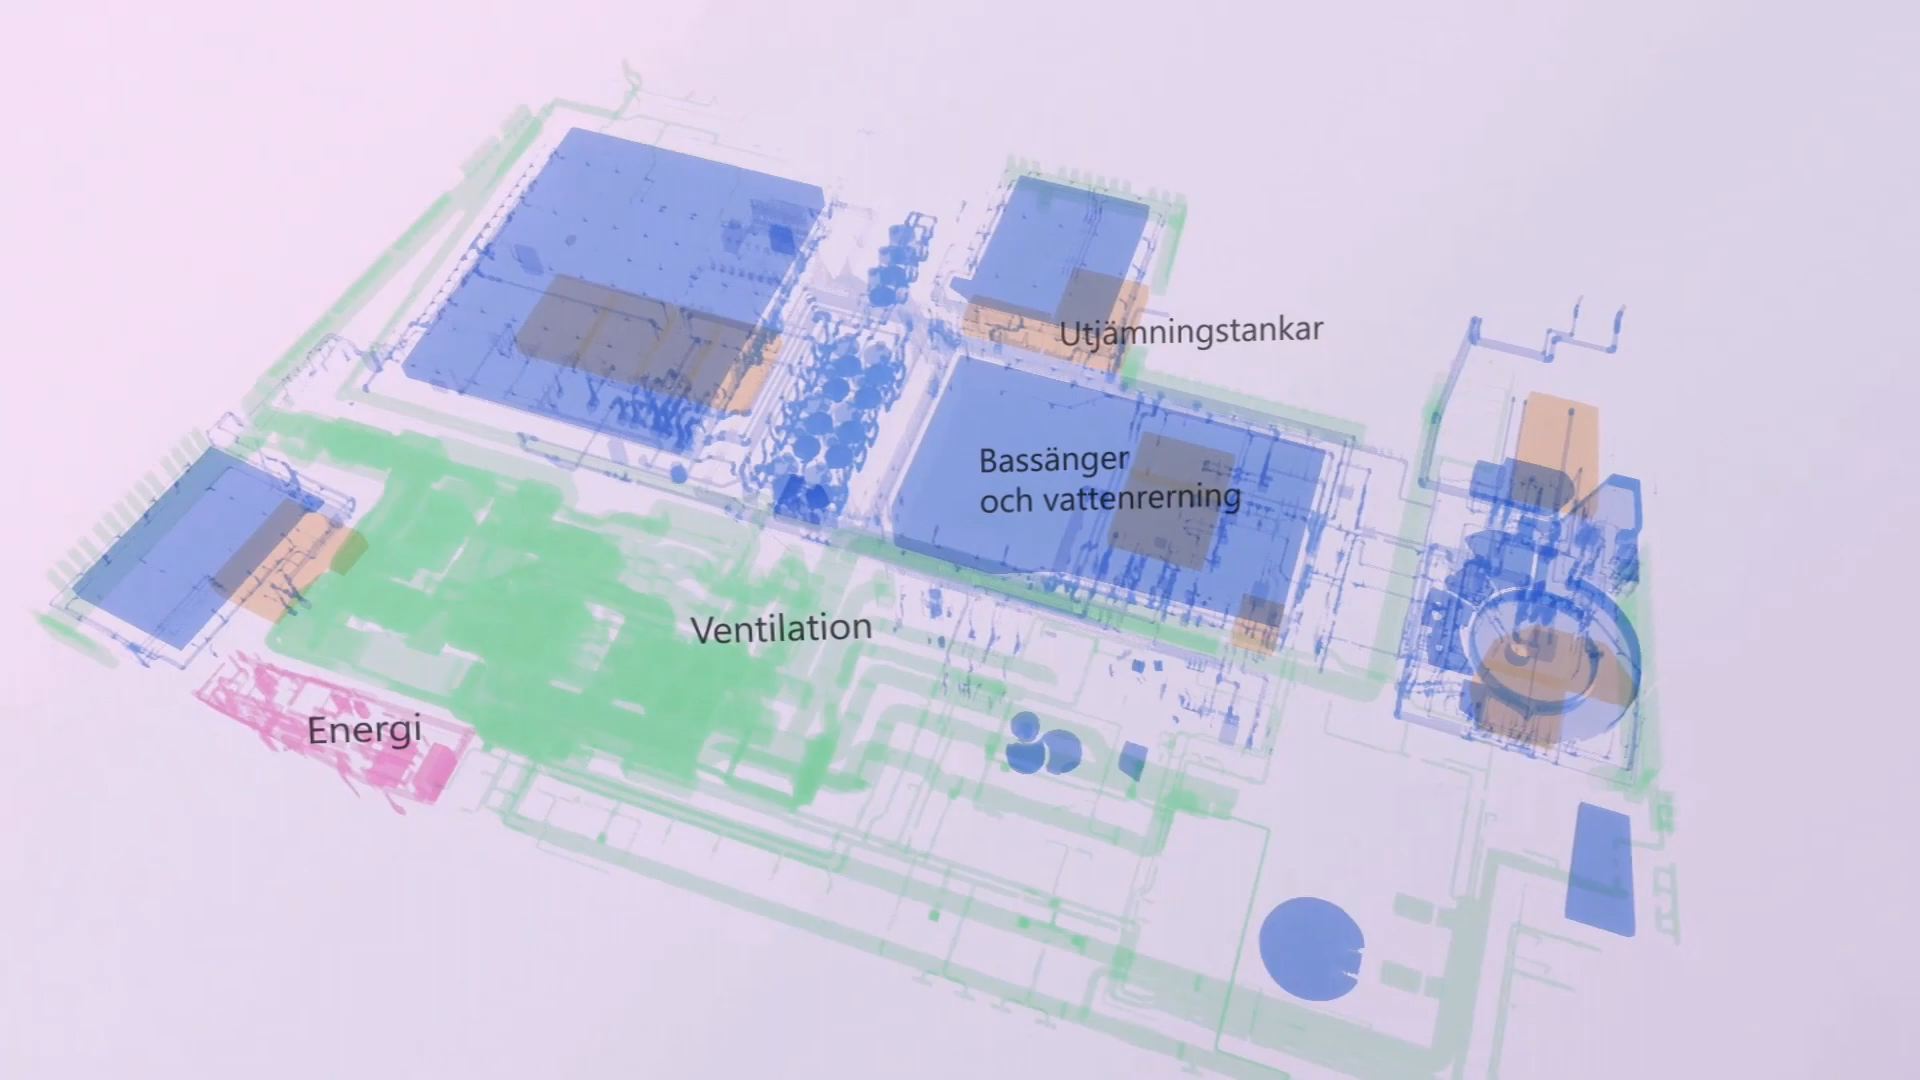 Utjämningstankar
Bassänger
och vattenrerning
Ventilation
Energi